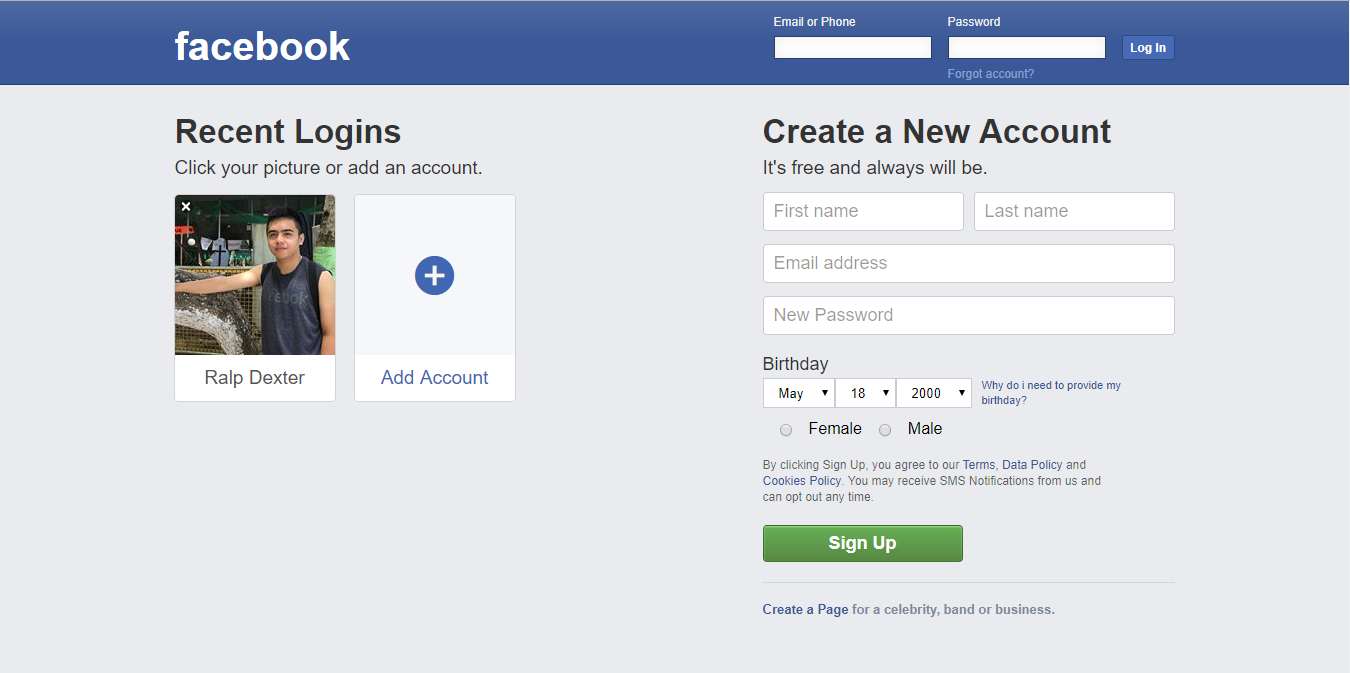 facebook
Email or Phone
Password
Log In
Forgot account?
Recent Logins
Click your picture or add an account.
Ralp Dexter
Add Account
Create a New Account
It's free and always will be.
First name
Last name
Email address
New Password
Birthday
May
18
2000
Why do i need to provide my
birthday?
Female
Male
By clicking Sign Up, you agree to our Terms, Data Policy and
Cookies Policy. You may receive SMS Notifications from us and
can opt out any time.
Sign Up
Create a Page for a celebrity, band or business.